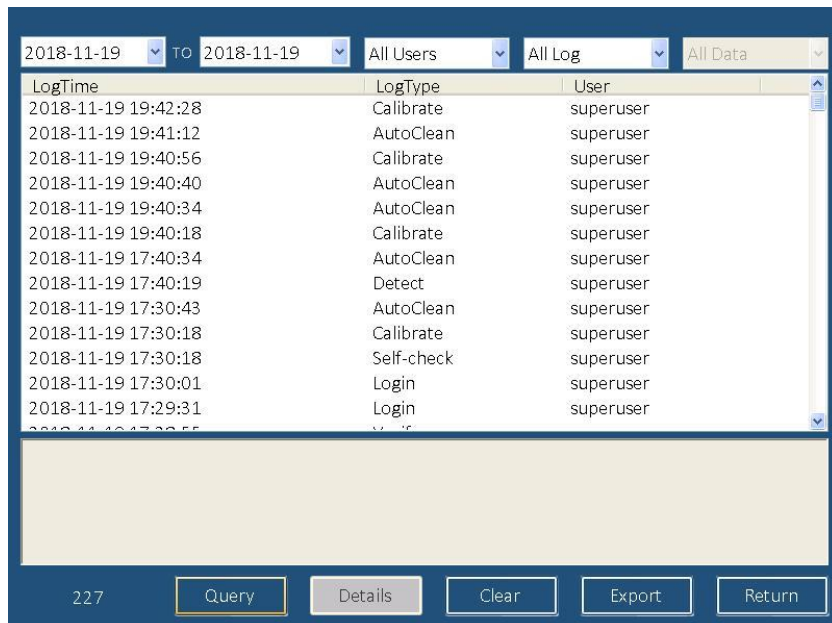 2018-11-19 TO 2018-11-19 All Users All Log All Data
LogTime LogType User
2018-11-19 19:42:28 Calibrate superuser
2018-11-19 19:41:12 AutoClean superuser
2018-11-19 19:40:56 Calibrate superuser
2018-11-19 19:40:40 AutoClean superuser
2018-11-19 19:40:34 AutoClean superuser
2018-11-19 19:40:18 Calibrate superuser
2018-11-19 17:40:34 AutoClean superuser
2018-11-19 17:40:19 Detect superuser
2018-11-19 17:30:43 AutoClean superuser
2018-11-19 17:30:18 Calibrate superuser
2018-11-19 17:30:18 Self-check superuser
2018-11-19 17:30:01 Login superuser
2018-11-19 17:29:31 Login superuser
227 Query Details Clear Export Return